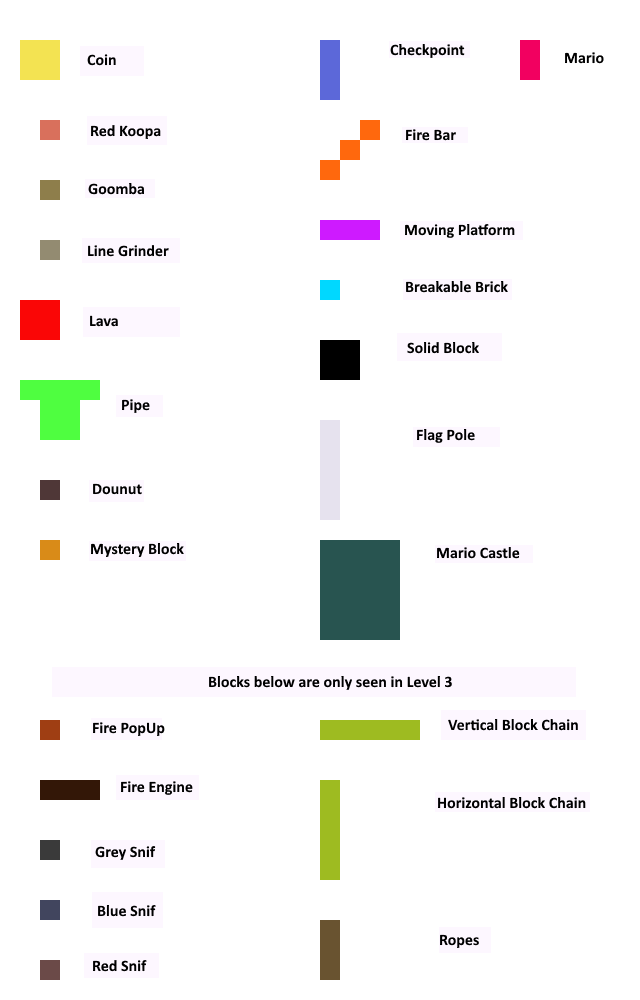 Coin
Checkpoint
Mario
Red Koopa
Fire Bar
Goomba
Line Grinder
Moving Platform
Breakable Brick
Lava
Solid Block
Pipe
Flag Pole
Dounut
Mystery Block
Mario Castle
Blocks below are only seen in Level 3
Fire PopUp
Vertical Block Chain
Fire Engine
Horizontal Block Chain
Grey Snif
Blue Snif
Ropes
Red Snif